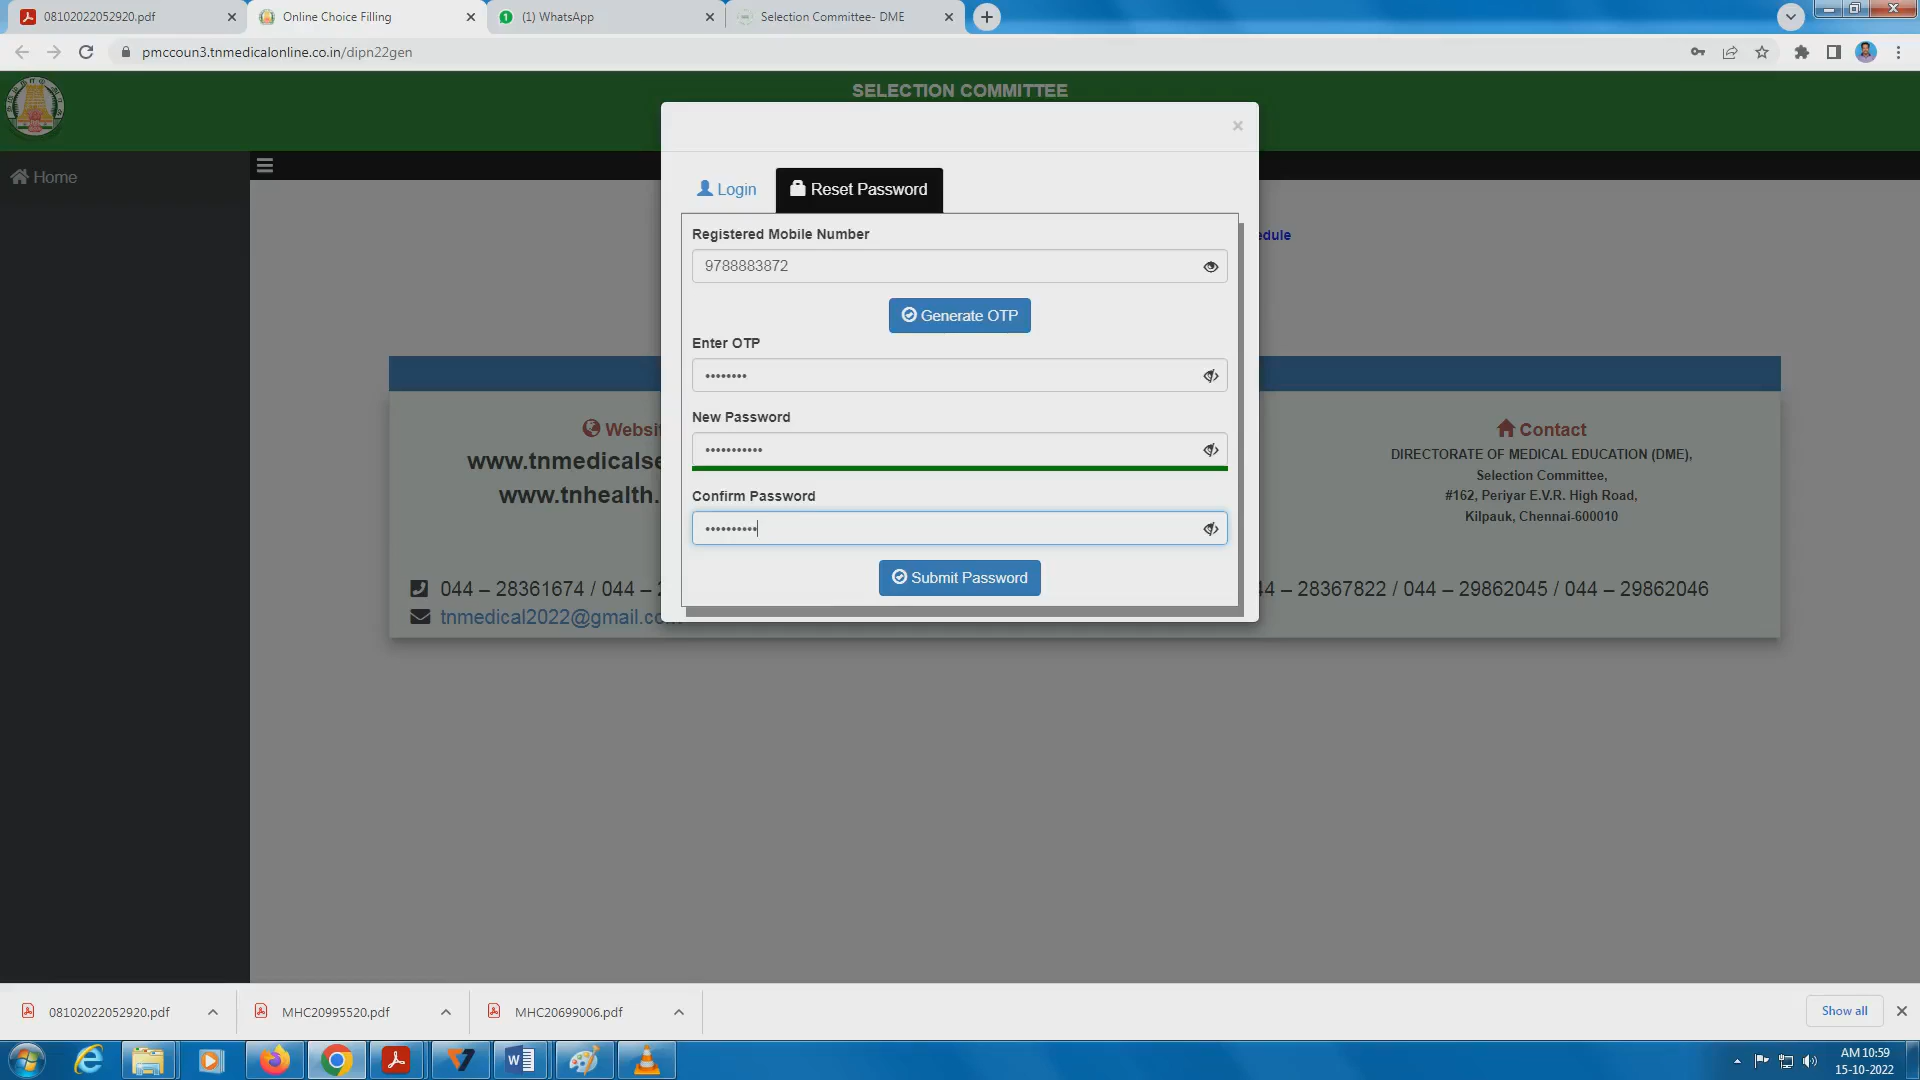 08102022052920.pdf
Online Choice Filling
(1) WhatsApp
Selection Committee- DME
pmccoun3.tnmedicalonline.co.in/dipn22gen
SELECTION COMMITTEE
Home
Login
Reset Password
Registered Mobile Number
9788883872
edule
Generate OTP
Enter OTP
••••••••
New Password
•••••••••••
Confirm Password
••••••••••
Submit Password
Websi
www.tnmedicalse
www.tnhealth.
Contact
DIRECTORATE OF MEDICAL EDUCATION (DME),
Selection Committee,
#162, Periyar E.V.R. High Road,
Kilpauk, Chennai-600010
044 – 28361674 / 044 –
44 – 28367822 / 044 – 29862045 / 044 – 29862046
tnmedical2022@gmail.co
08102022052920.pdf
MHC20995520.pdf
MHC20699006.pdf
Show all
AM 10:59
15-10-2022